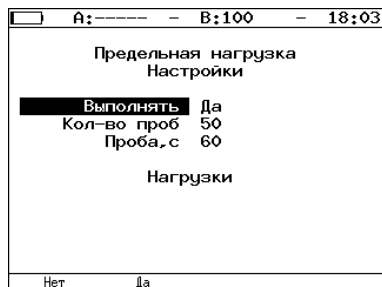 A:----- - B:100 - 18:03
Предельная нагрузка
Настройки
Выполнять Да
Кол-во проб 50
Проба,с 60
Нагрузки
Нет Да